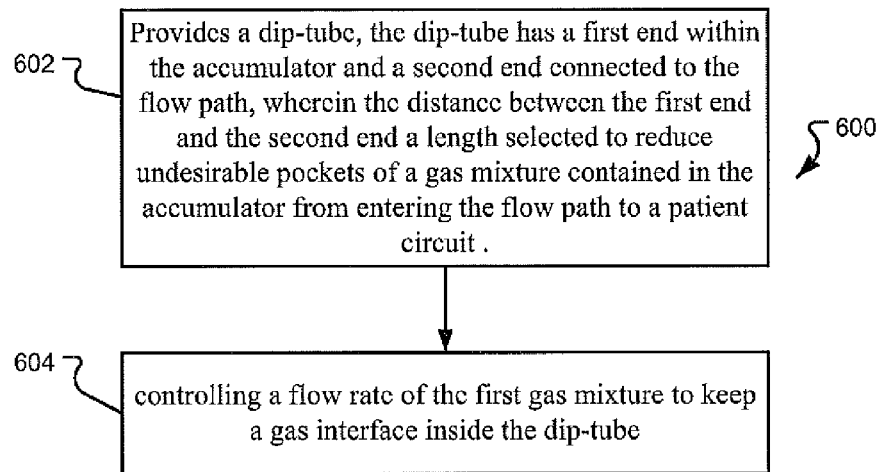 602
Provides a dip-tube, the dip-tube has a first end within
the accumulator and a second end connected to the
flow path, wherein the distance between the first end
and the second end a length selected to reduce
undesirable pockets of a gas mixture contained in the
accumulator from entering the flow path to a patient
circuit .
600
604
controlling a flow rate of the first gas mixture to keep
a gas interface inside the dip-tube